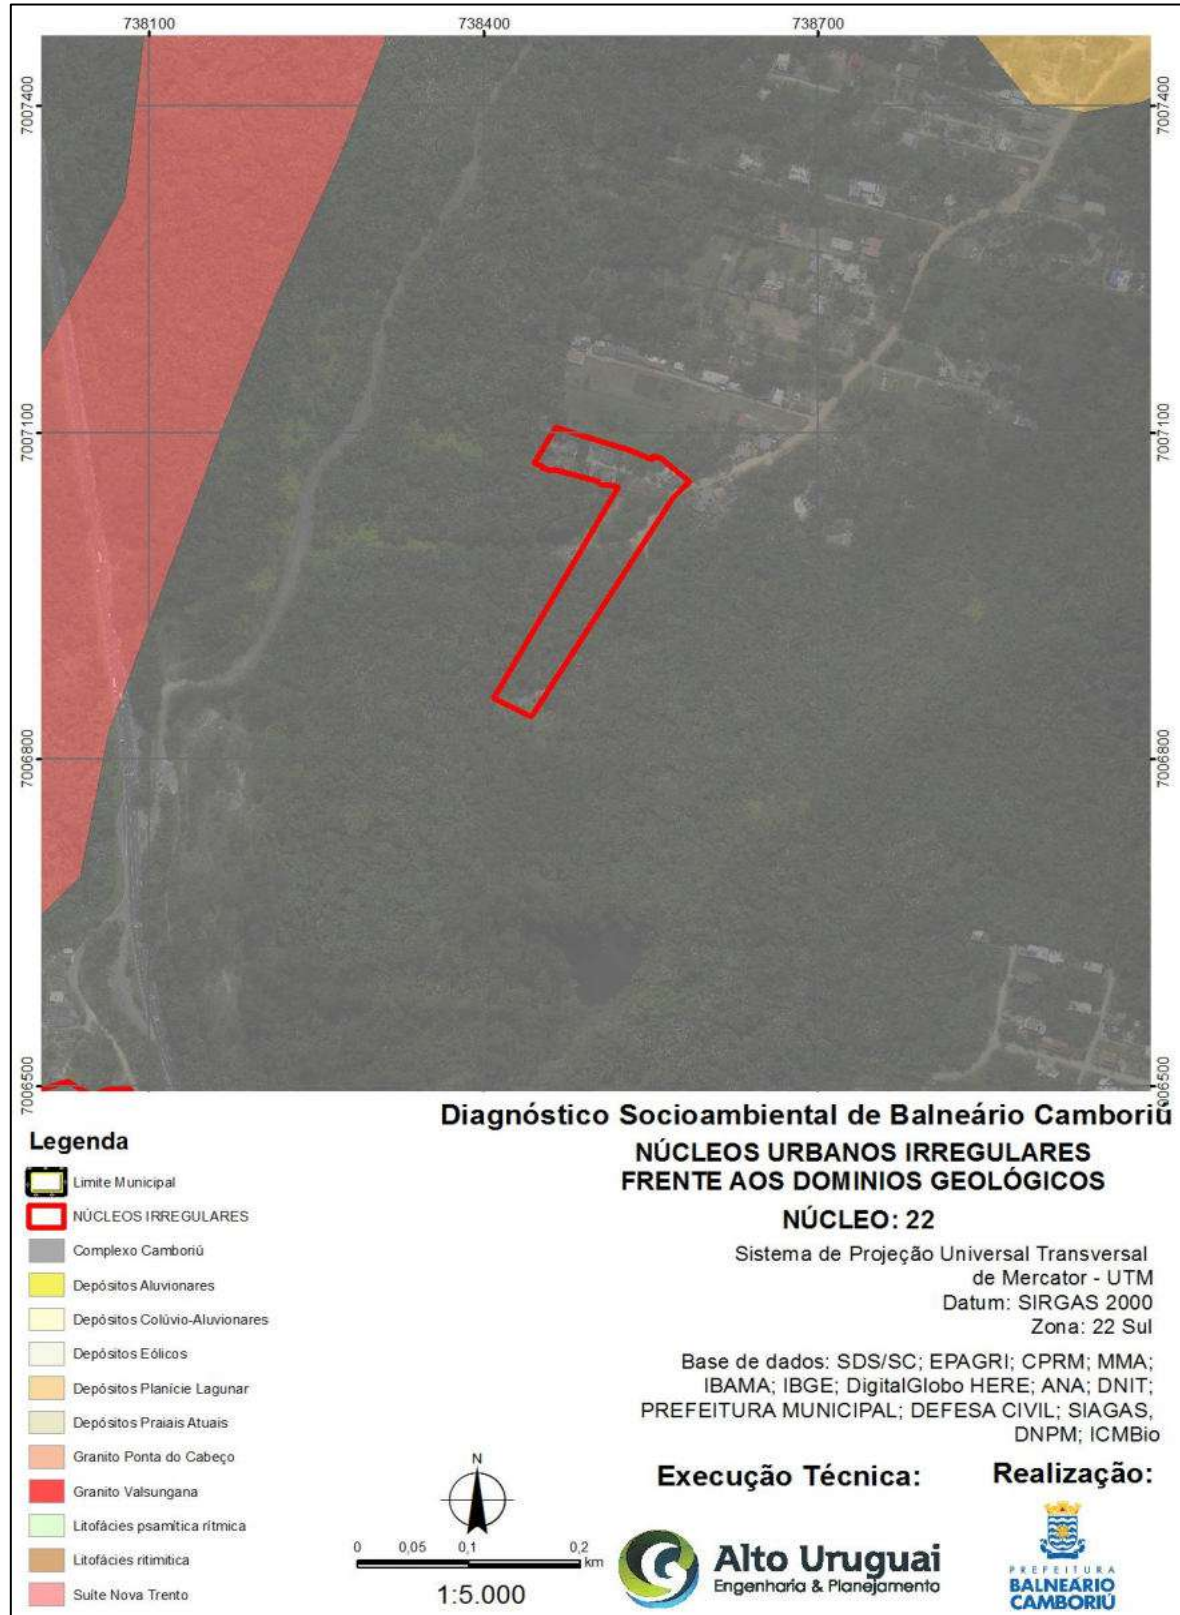 738100 738400 738700
7007400 7007400
7007100 7007100
7006800 7006800
7006500 7006500
Diagnóstico Socioambiental de Balneário Camboriú
NÚCLEOS URBANOS IRREGULARES
FRENTE AOS DOMINIOS GEOLÓGICOS
NÚCLEO: 22
Sistema de Projeção Universal Transversal
de Mercator - UTM
Datum: SIRGAS 2000
Zona: 22 Sul
Base de dados: SDS/SC; EPAGRI; CPRM; MMA;
IBAMA; IBGE; DigitalGlobo HERE; ANA; DNIT;
PREFEITURA MUNICIPAL; DEFESA CIVIL; SIAGAS,
DNPM; ICMBio
Legenda
Limite Municipal
NÚCLEOS IRREGULARES
Complexo Camboriú
Depósitos Aluvionares
Depósitos Colúvio-Aluvionares
Depósitos Eólicos
Depósitos Planície Lagunar
Depósitos Praiais Atuais
Granito Ponta do Cabeço
Granito Valsungana
Litofácies psamítica rítmica
Litofácies ritimitica
Suíte Nova Trento
N
0 0,05 0,1 0,2
km
1:5.000
Execução Técnica:
Alto Uruguai
Engenharia & Planejamento
Realização:
PREFEITURA
BALNEÁRIO
CAMBORIÚ